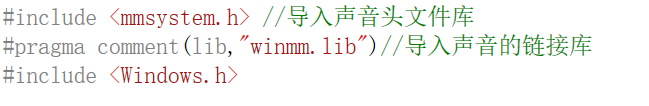 #include <mmsystem.h> //导入声音头文件库
#pragma comment(lib,"winmm.lib")//导入声音的链接库
#include <Windows.h>